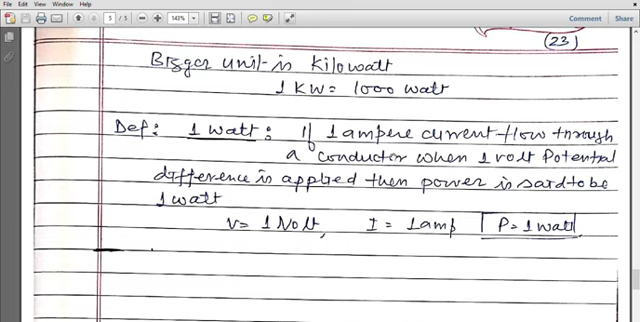 File Edit View Window Help
5 / 5 143% Comment Share
(23)
Bigger unit is Kilowatt
1 KW = 1000 watt
Def: 1 watt: If 1 ampere current flow through
a conductor when 1 volt Potential
difference is applied then power is said to be
1 watt
V= 1 Volt, I = 1 amp P = 1 watt